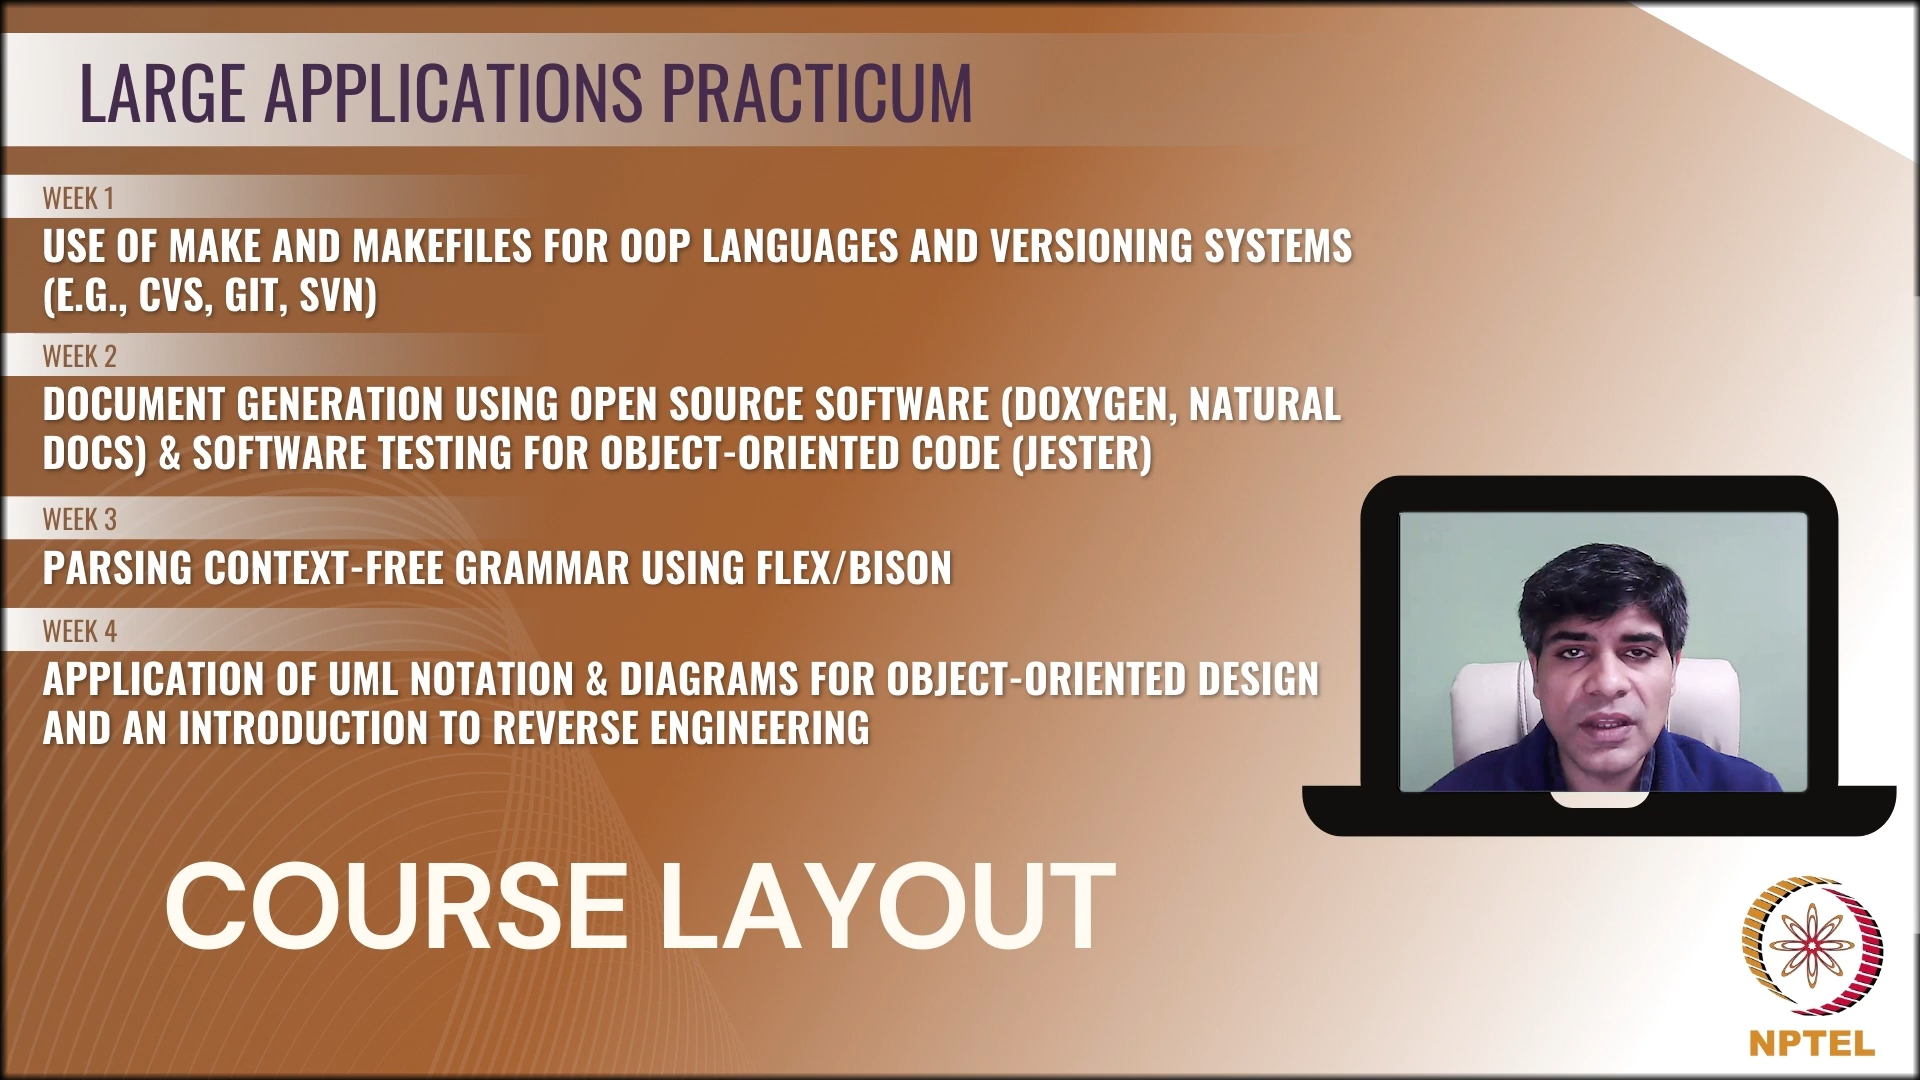 LARGE APPLICATIONS PRACTICUM
WEEK 1
USE OF MAKE AND MAKEFILES FOR OOP LANGUAGES AND VERSIONING SYSTEMS
(E.G., CVS, GIT, SVN)
WEEK 2
DOCUMENT GENERATION USING OPEN SOURCE SOFTWARE (DOXYGEN, NATURAL
DOCS) & SOFTWARE TESTING FOR OBJECT-ORIENTED CODE (JESTER)
WEEK 3
PARSING CONTEXT-FREE GRAMMAR USING FLEX/BISON
WEEK 4
APPLICATION OF UML NOTATION & DIAGRAMS FOR OBJECT-ORIENTED DESIGN
AND AN INTRODUCTION TO REVERSE ENGINEERING
COURSE LAYOUT
NPTEL